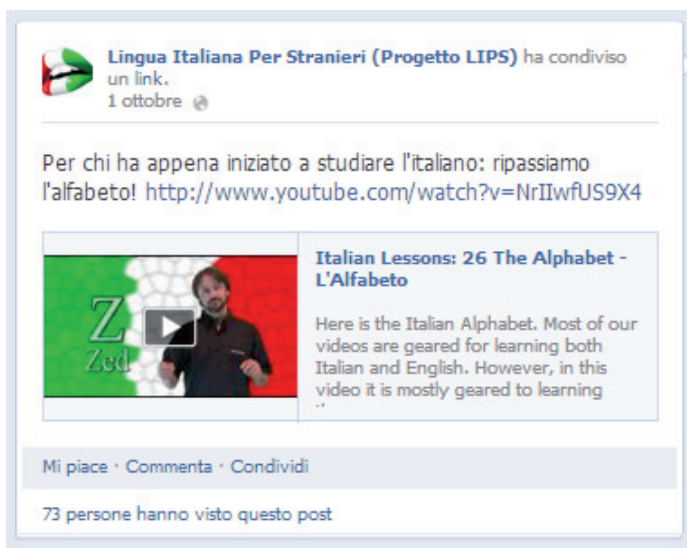 Lingua Italiana Per Stranieri (Progetto LIPS) ha condiviso
un link.
1 ottobre
Per chi ha appena iniziato a studiare l'italiano: ripassiamo
l'alfabeto! http://www.youtube.com/watch?v=NrIIwfUS9X4
Z
Zed
Italian Lessons: 26 The Alphabet -
L'Alfabeto
Here is the Italian Alphabet. Most of our
videos are geared for learning both
Italian and English. However, in this
video it is mostly geared to learning
Mi piace · Commenta · Condividi
73 persone hanno visto questo post